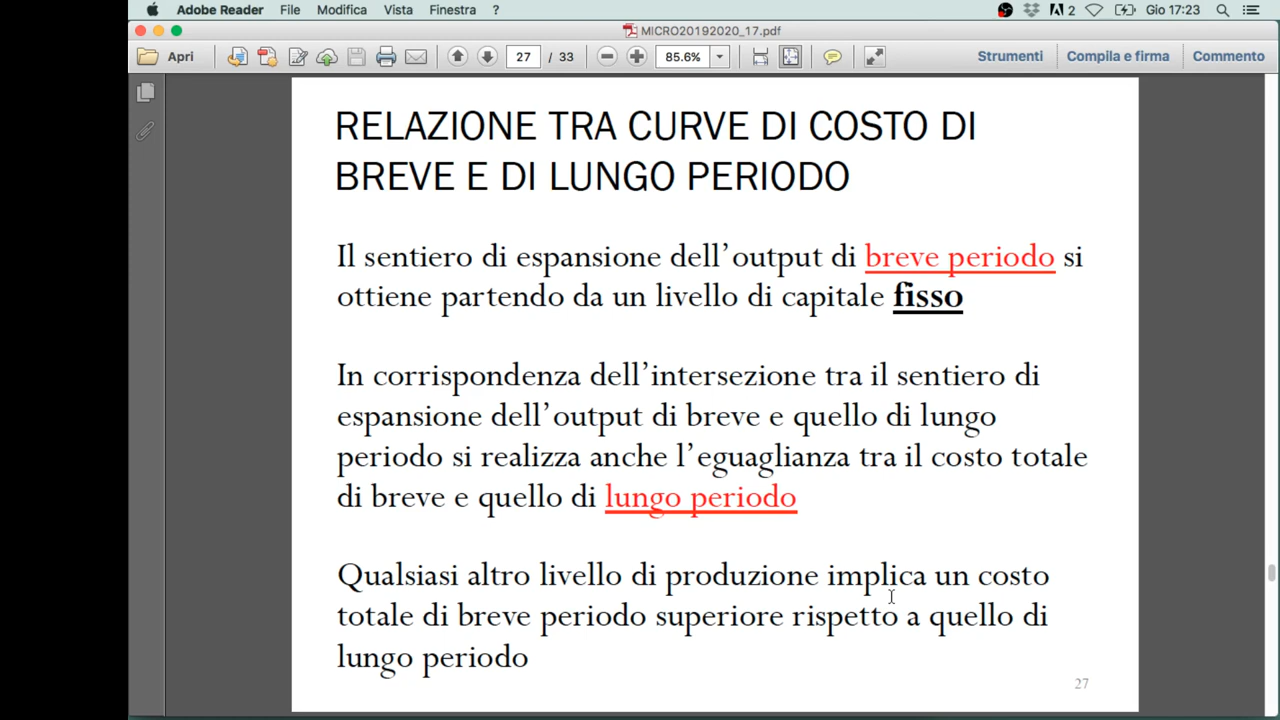 Adobe Reader File Modifica Vista Finestra ? 2 Gio 17:23
MICRO20192020_17.pdf
Apri 27 / 33 85.6% Strumenti Compila e firma Commento
RELAZIONE TRA CURVE DI COSTO DI
BREVE E DI LUNGO PERIODO
Il sentiero di espansione dell’output di breve periodo si
ottiene partendo da un livello di capitale fisso
In corrispondenza dell’intersezione tra il sentiero di
espansione dell’output di breve e quello di lungo
periodo si realizza anche l’eguaglianza tra il costo totale
di breve e quello di lungo periodo
Qualsiasi altro livello di produzione implica un costo
totale di breve periodo superiore rispetto a quello di
lungo periodo
27